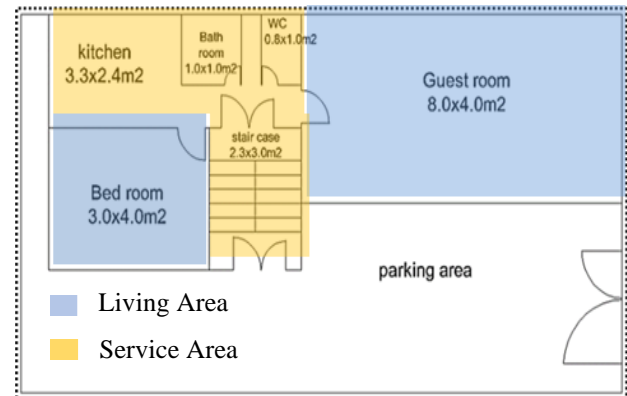 kitchen
3.3x2.4m2
Bath
room
1.0x1.0m2
WC
0.8x1.0m2
Guest room
8.0x4.0m2
stair case
2.3x3.0m2
Bed room
3.0x4.0m2
parking area
Living Area
Service Area